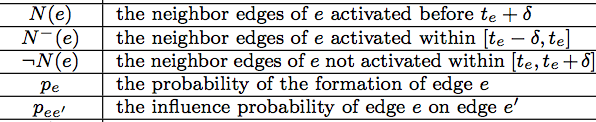 N(e) the neighbor edges of e activated before t_e + δ
N⁻(e) the neighbor edges of e activated within [t_e − δ, t_e]
¬N(e) the neighbor edges of e not activated within [t_e, t_e + δ]
p_e the probability of the formation of edge e
p_{ee′} the influence probability of edge e on edge e′